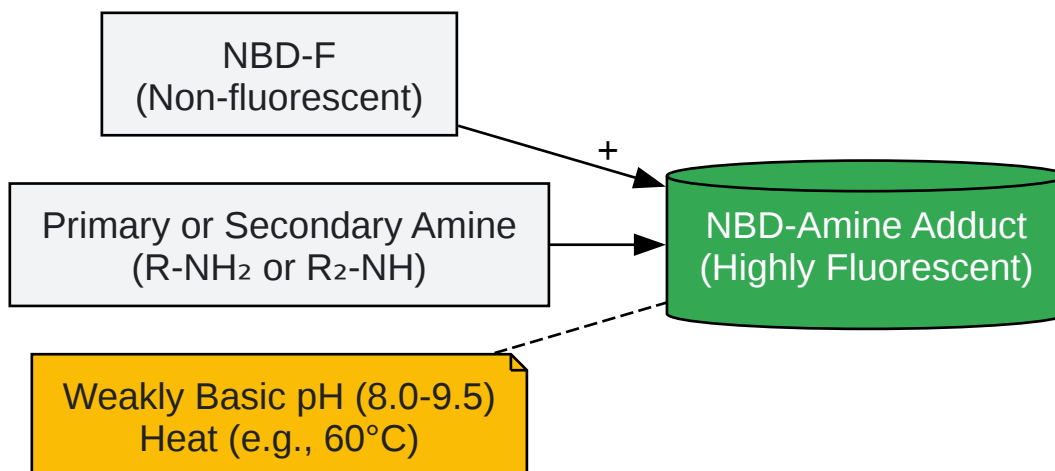 NBD-F
(Non-fluorescent)
+
Primary or Secondary Amine
(R-NH₂ or R₂-NH)
NBD-Amine Adduct
(Highly Fluorescent)
Weakly Basic pH (8.0-9.5)
Heat (e.g., 60°C)